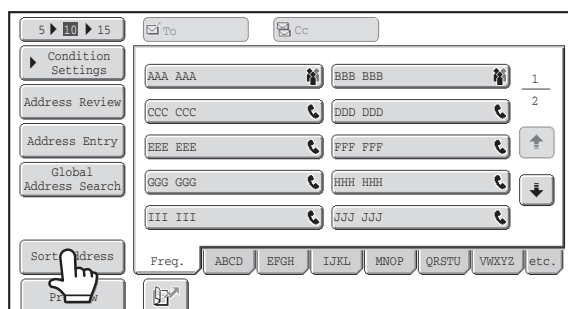 5 10 15
To
Cc
Condition
Settings
Address Review
Address Entry
Global
Address Search
AAA AAA
BBB BBB
CCC CCC
DDD DDD
EEE EEE
FFF FFF
GGG GGG
HHH HHH
III III
JJJ JJJ
1
2
Freq.
ABCD
EFGH
IJKL
MNOP
QRSTU
VWXYZ
etc.